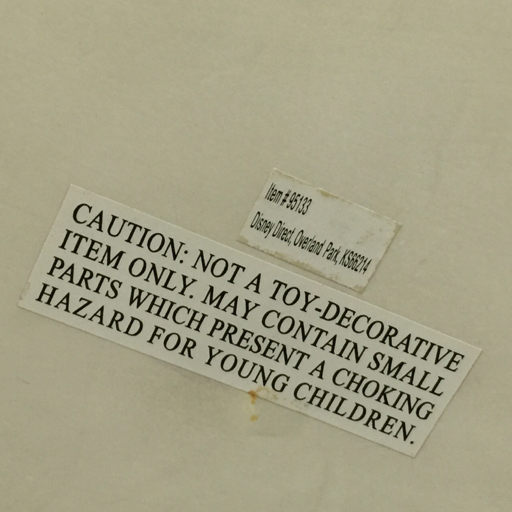 Item # 95133
Disney Direct, Overland Park, KS66214
CAUTION: NOT A TOY-DECORATIVE
ITEM ONLY. MAY CONTAIN SMALL
PARTS WHICH PRESENT A CHOKING
HAZARD FOR YOUNG CHILDREN.